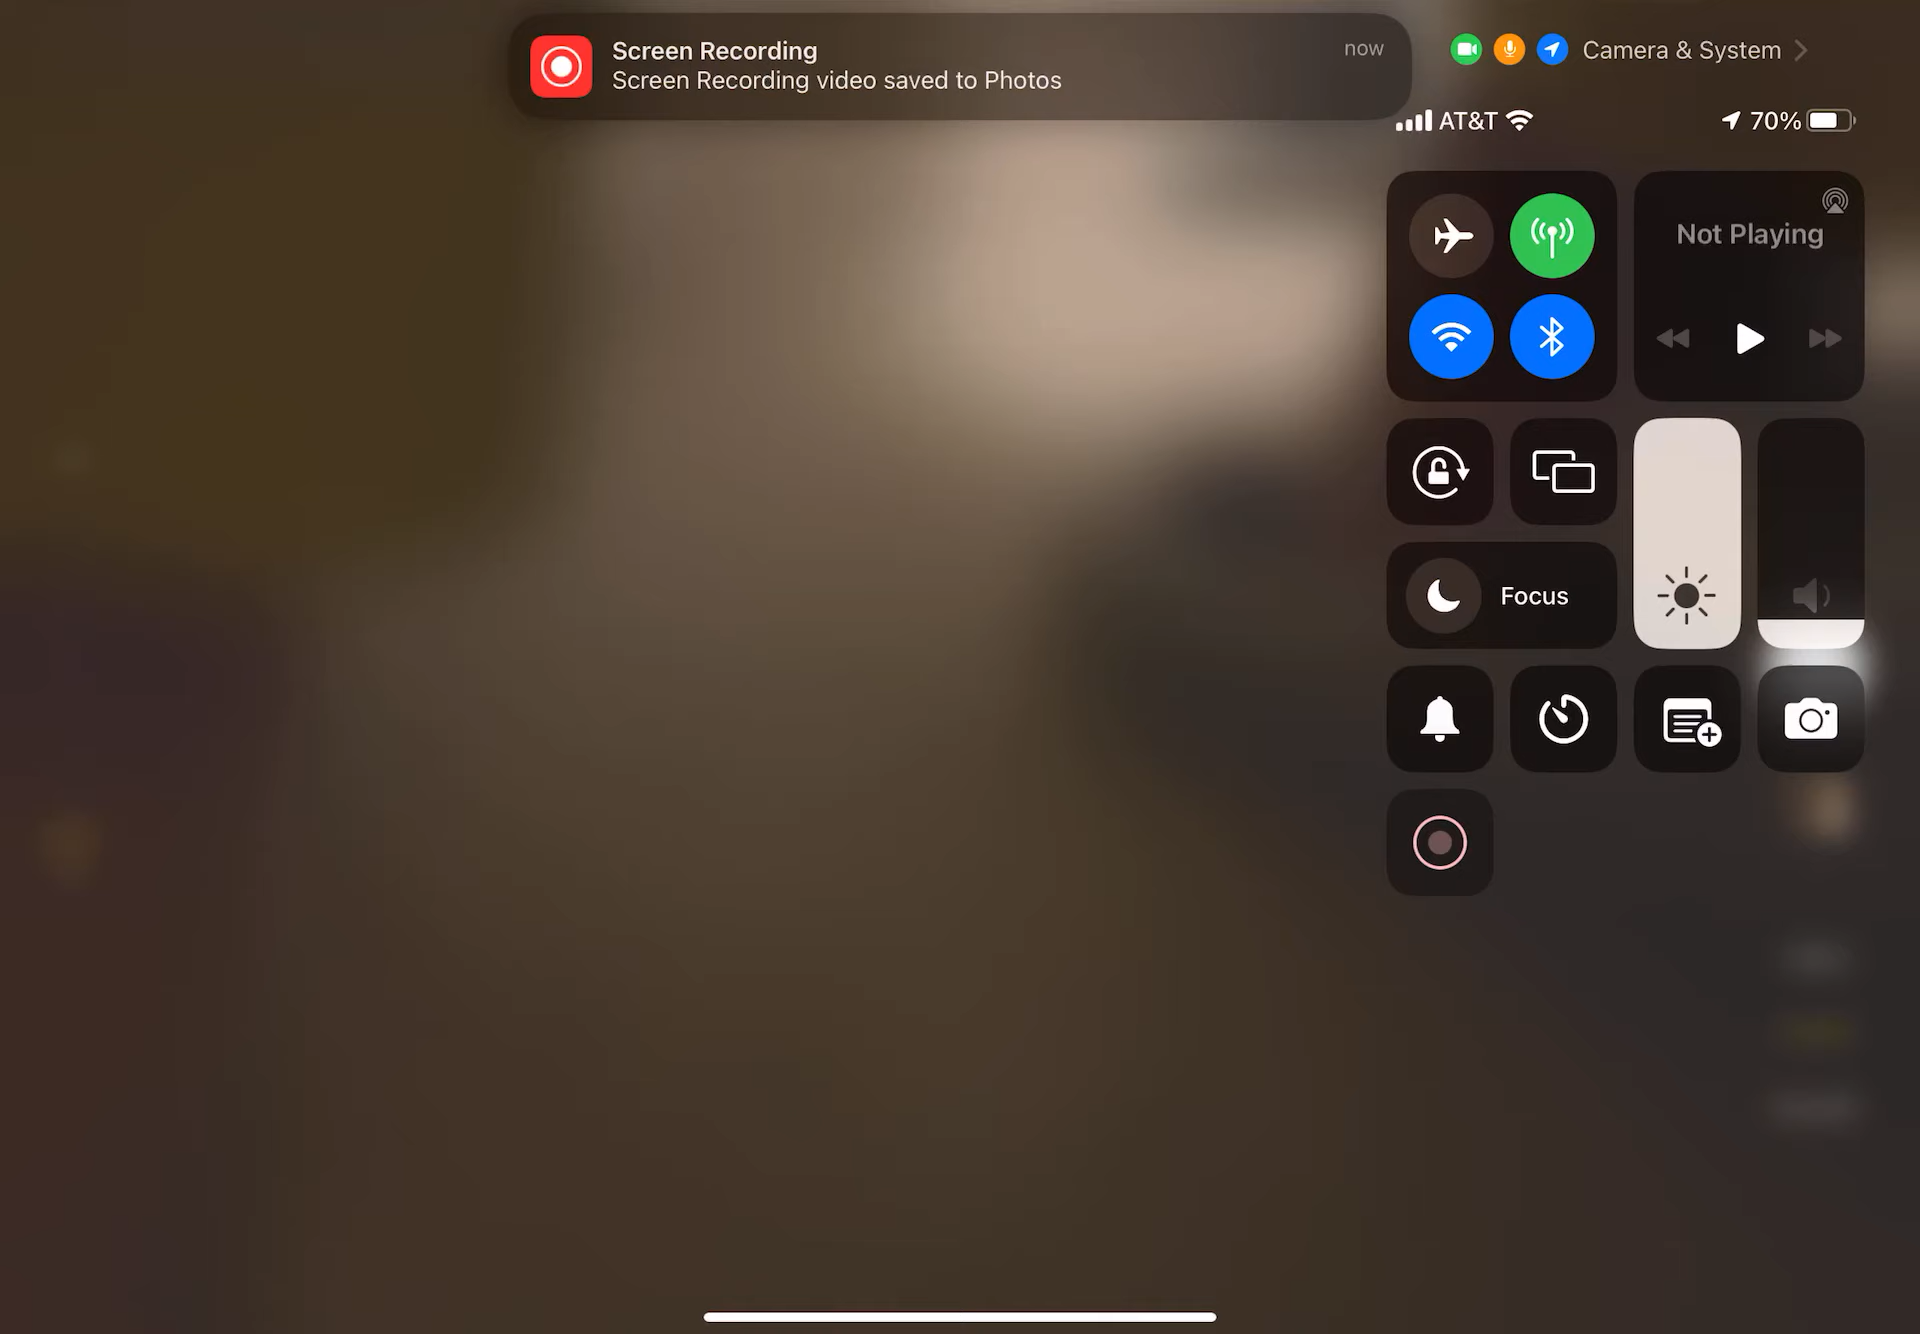 Screen Recording
now
Screen Recording video saved to Photos
Camera & System
AT&T
70%
Not Playing
Focus